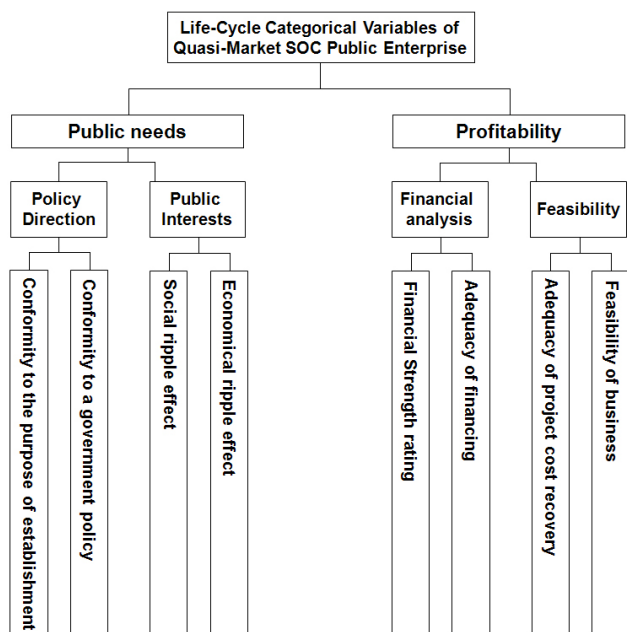 Life-Cycle Categorical Variables of
Quasi-Market SOC Public Enterprise
Public needs
Profitability
Policy
Direction
Public
Interests
Financial
analysis
Feasibility
Conformity to the purpose of establishment
Conformity to a government policy
Social ripple effect
Economical ripple effect
Financial Strength rating
Adequacy of financing
Adequacy of project cost recovery
Feasibility of business